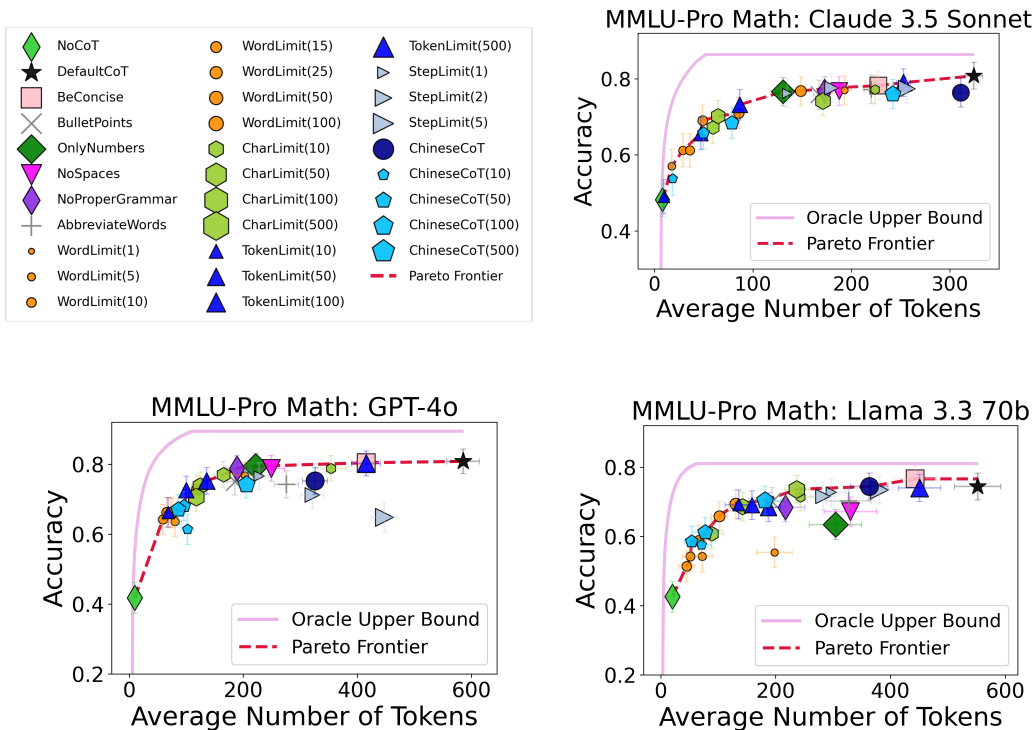 NoCoT
DefaultCoT
BeConcise
BulletPoints
OnlyNumbers
NoSpaces
NoProperGrammar
AbbreviateWords
WordLimit(1)
WordLimit(5)
WordLimit(10)
WordLimit(15)
WordLimit(25)
WordLimit(50)
WordLimit(100)
CharLimit(10)
CharLimit(50)
CharLimit(100)
CharLimit(500)
TokenLimit(10)
TokenLimit(50)
TokenLimit(100)
TokenLimit(500)
StepLimit(1)
StepLimit(2)
StepLimit(5)
ChineseCoT
ChineseCoT(10)
ChineseCoT(50)
ChineseCoT(100)
ChineseCoT(500)
Pareto Frontier
MMLU-Pro Math: Claude 3.5 Sonnet
Accuracy
0.8
0.6
0.4
Oracle Upper Bound
Pareto Frontier
0 100 200 300
Average Number of Tokens
MMLU-Pro Math: GPT-4o
Accuracy
0.8
0.6
0.4
0.2
Oracle Upper Bound
Pareto Frontier
0 200 400 600
Average Number of Tokens
MMLU-Pro Math: Llama 3.3 70b
Accuracy
0.8
0.6
0.4
0.2
Oracle Upper Bound
Pareto Frontier
0 200 400 600
Average Number of Tokens